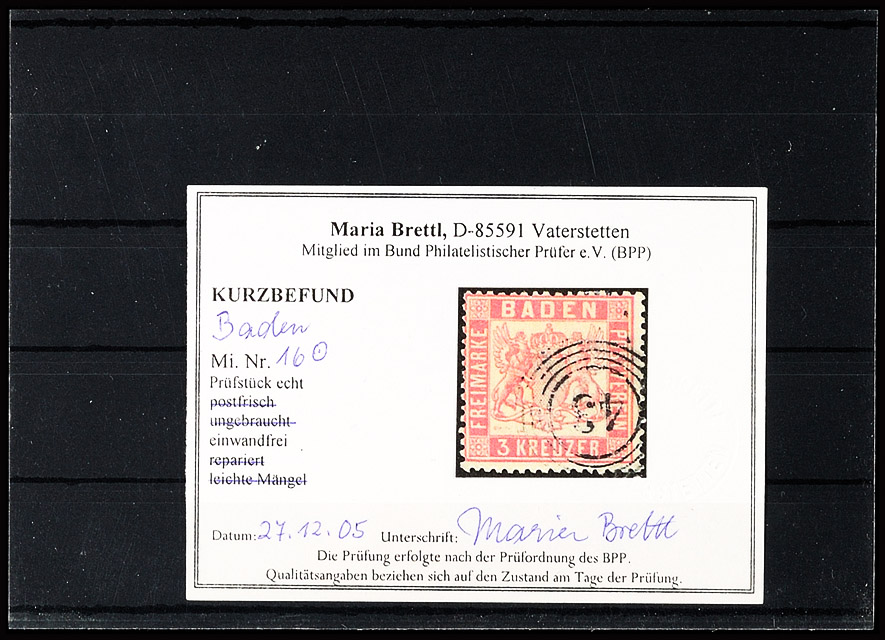 Maria Brettl, D-85591 Vaterstetten
Mitglied im Bund Philatelistischer Prüfer e.V. (BPP)
KURZBEFUND
Baden
Mi. Nr. 16
Prüfstück echt
postfrisch
ungebraucht
einwandfrei
repariert
leichte Mängel
BADEN
FREIMARKE
3 KREUZER
Datum: 27.12.05 Unterschrift: Maria Brettl
Die Prüfung erfolgte nach der Prüfordnung des BPP.
Qualitätsangaben beziehen sich auf den Zustand am Tage der Prüfung.